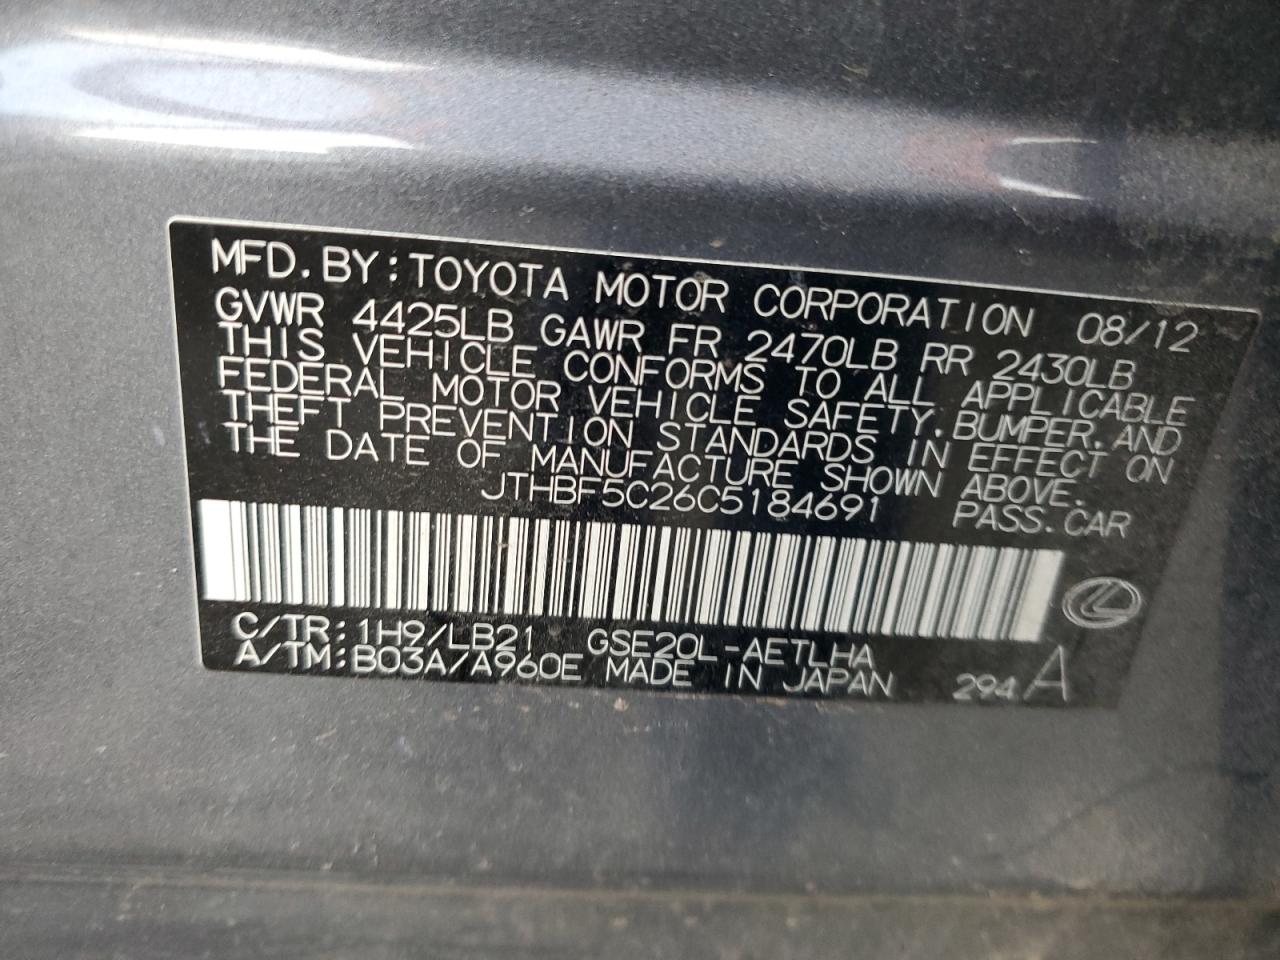 MFD. BY: TOYOTA MOTOR CORPORATION 08/12
GVWR 4425LB GAWR FR 2470LB RR 2430LB
THIS VEHICLE CONFORMS TO ALL APPLICABLE
FEDERAL MOTOR VEHICLE SAFETY, BUMPER, AND
THEFT PREVENTION STANDARDS IN EFFECT ON
THE DATE OF MANUFACTURE SHOWN ABOVE.
JTHBF5C26C5184691 PASS. CAR
C/TR: 1H9/LB21 GSE20L-AETLHA
A/TM: B03A/A960E MADE IN JAPAN 294 A